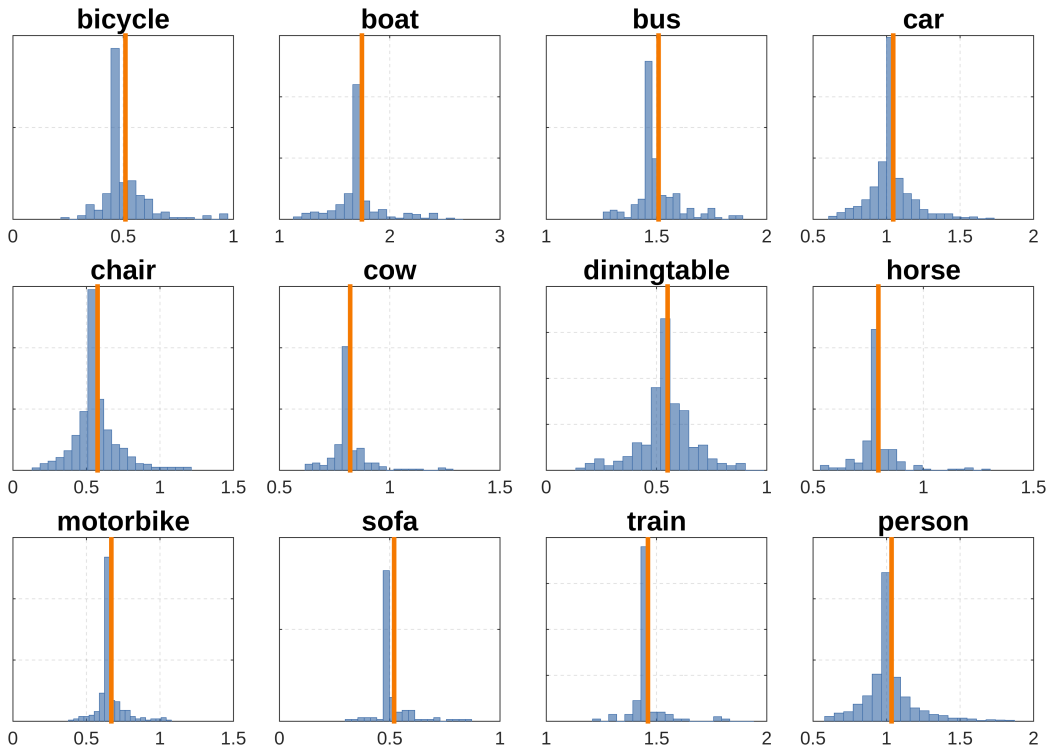 bicycle boat bus car
0 0.5 1 1 2 3 1 1.5 2 0.5 1 1.5 2
chair cow diningtable horse
0 0.5 1 1.5 0.5 1 1.5 0 0.5 1 0.5 1 1.5
motorbike sofa train person
0 0.5 1 1.5 0 0.5 1 1 1.5 2 0.5 1 1.5 2